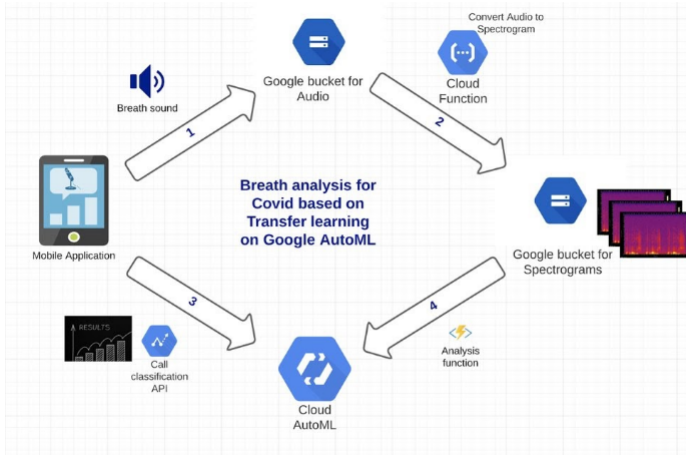 Convert Audio to
Spectrogram
Google bucket for
Audio
Cloud
Function
Breath sound
1
2
Breath analysis for
Covid based on
Transfer learning
on Google AutoML
Mobile Application
Google bucket for
Spectrograms
3
4
RESULTS
Call
classification
API
Analysis
function
Cloud
AutoML